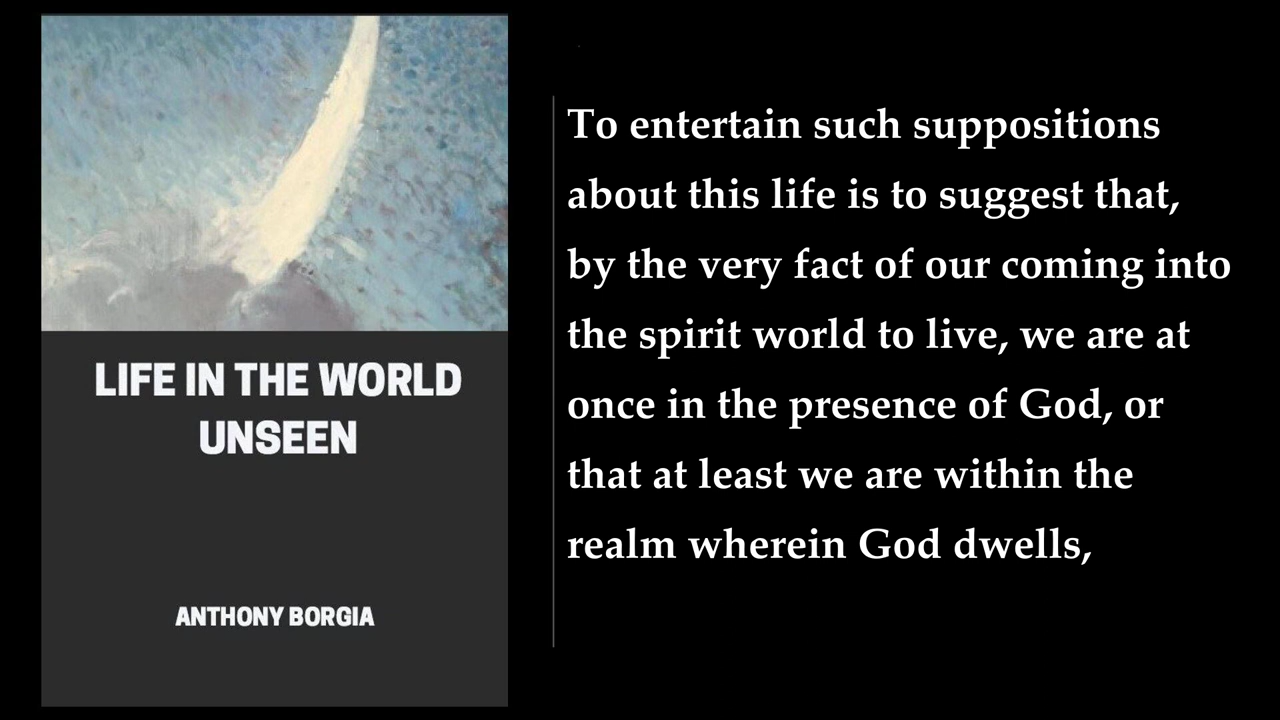 LIFE IN THE WORLD
UNSEEN
ANTHONY BORGIA
To entertain such suppositions
about this life is to suggest that,
by the very fact of our coming into
the spirit world to live, we are at
once in the presence of God, or
that at least we are within the
realm wherein God dwells,